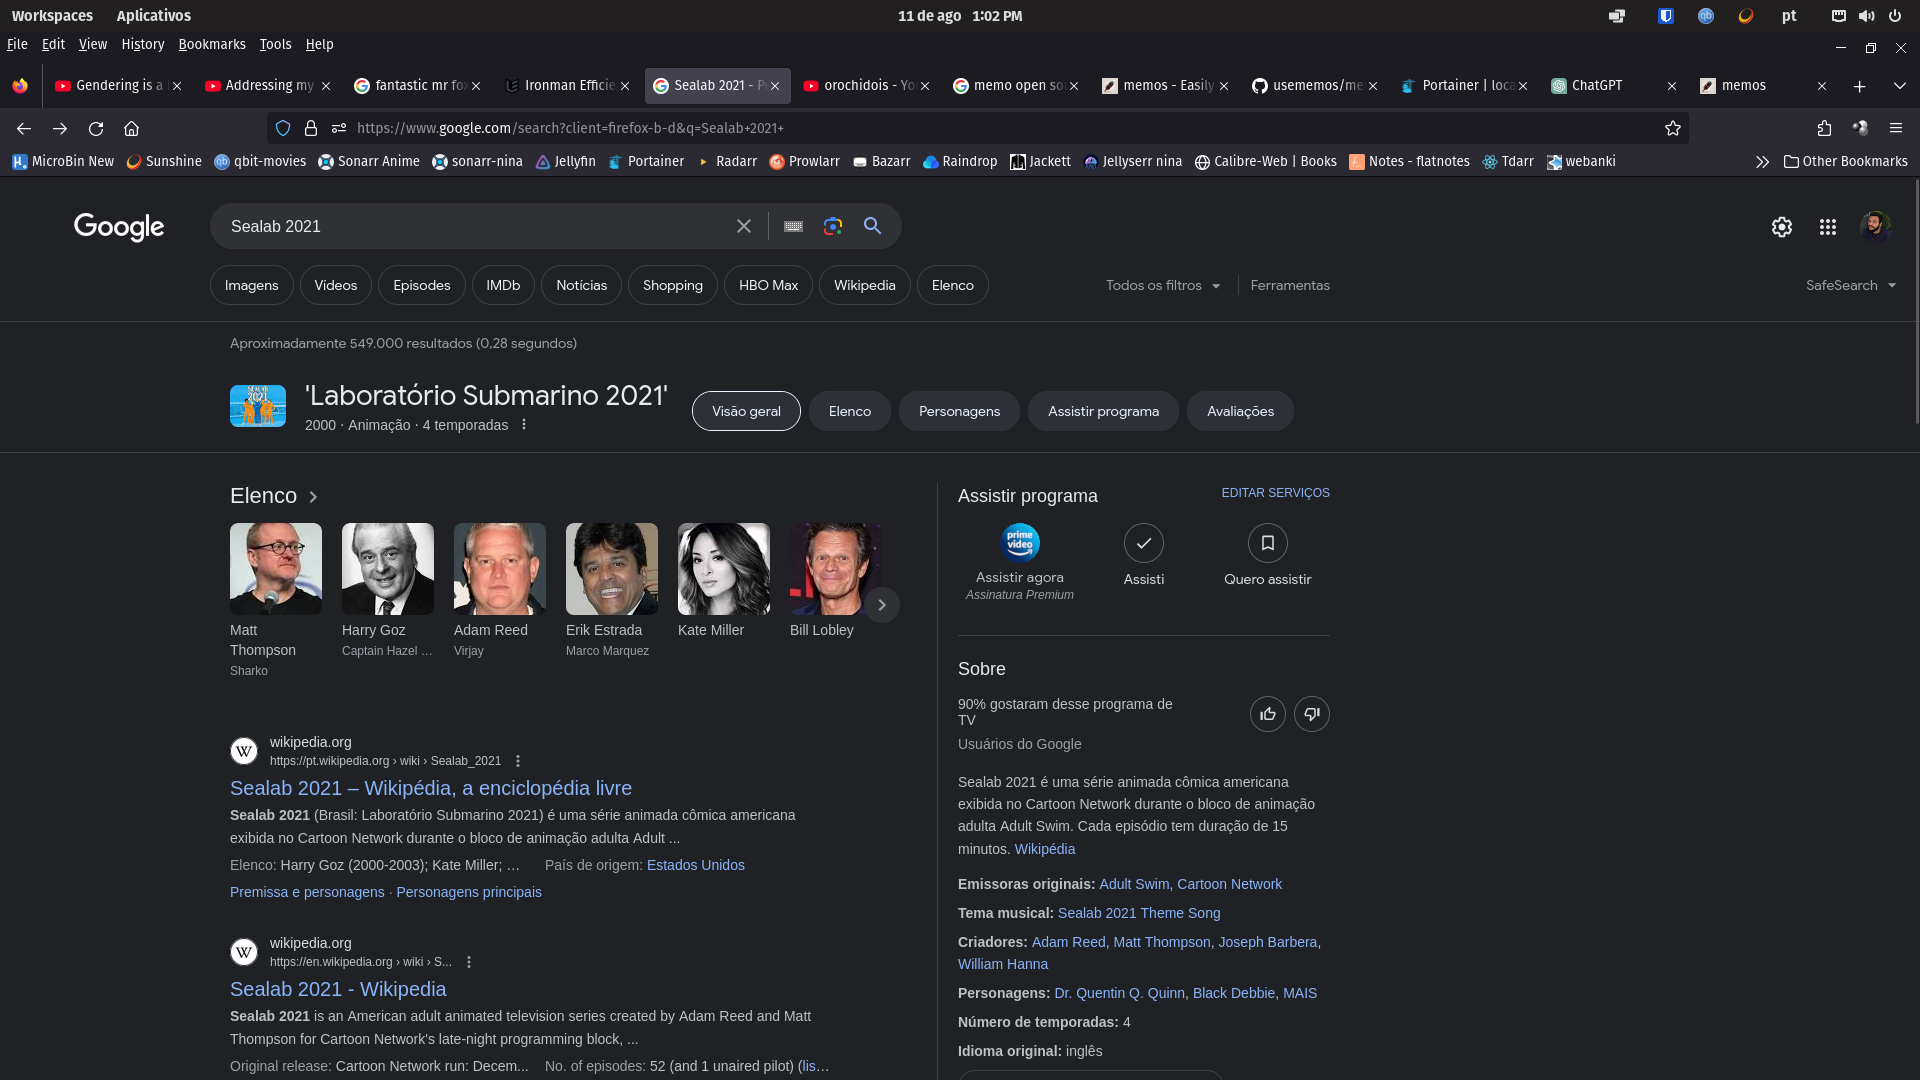 Workspaces Aplicativos 11 de ago 1:02 PM pt
File Edit View History Bookmarks Tools Help
Gendering is a
Addressing my
fantastic mr fo
Ironman Efficie
Sealab 2021 - P
orochidois - Yo
memo open so
memos - Easily
usememos/me
Portainer | loca
ChatGPT
memos
https://www.google.com/search?client=firefox-b-d&q=Sealab+2021+
MicroBin New Sunshine qbit-movies Sonarr Anime sonarr-nina Jellyfin Portainer Radarr Prowlarr Bazarr Raindrop Jackett Jellyserr nina Calibre-Web | Books Notes - flatnotes Tdarr webanki Other Bookmarks
Google
Sealab 2021
Imagens Vídeos Episodes IMDb Notícias Shopping HBO Max Wikipedia Elenco Todos os filtros Ferramentas SafeSearch
Aproximadamente 549.000 resultados (0,28 segundos)
SEALAB 2021
'Laboratório Submarino 2021'
2000 · Animação · 4 temporadas
Visão geral Elenco Personagens Assistir programa Avaliações
Elenco
Matt Thompson
Sharko
Harry Goz
Captain Hazel …
Adam Reed
Virjay
Erik Estrada
Marco Marquez
Kate Miller
Bill Lobley
wikipedia.org
https://pt.wikipedia.org › wiki › Sealab_2021
Sealab 2021 – Wikipédia, a enciclopédia livre
Sealab 2021 (Brasil: Laboratório Submarino 2021) é uma série animada cômica americana
exibida no Cartoon Network durante o bloco de animação adulta Adult ...
Elenco: Harry Goz (2000-2003); Kate Miller; … País de origem: Estados Unidos
Premissa e personagens · Personagens principais
wikipedia.org
https://en.wikipedia.org › wiki › S...
Sealab 2021 - Wikipedia
Sealab 2021 is an American adult animated television series created by Adam Reed and Matt
Thompson for Cartoon Network's late-night programming block, ...
Original release: Cartoon Network run: Decem... No. of episodes: 52 (and 1 unaired pilot) (lis…
Assistir programa EDITAR SERVIÇOS
prime video
Assistir agora
Assinatura Premium
Assisti
Quero assistir
Sobre
90% gostaram desse programa de
TV
Usuários do Google
Sealab 2021 é uma série animada cômica americana
exibida no Cartoon Network durante o bloco de animação
adulta Adult Swim. Cada episódio tem duração de 15
minutos. Wikipédia
Emissoras originais: Adult Swim, Cartoon Network
Tema musical: Sealab 2021 Theme Song
Criadores: Adam Reed, Matt Thompson, Joseph Barbera,
William Hanna
Personagens: Dr. Quentin Q. Quinn, Black Debbie, MAIS
Número de temporadas: 4
Idioma original: inglês